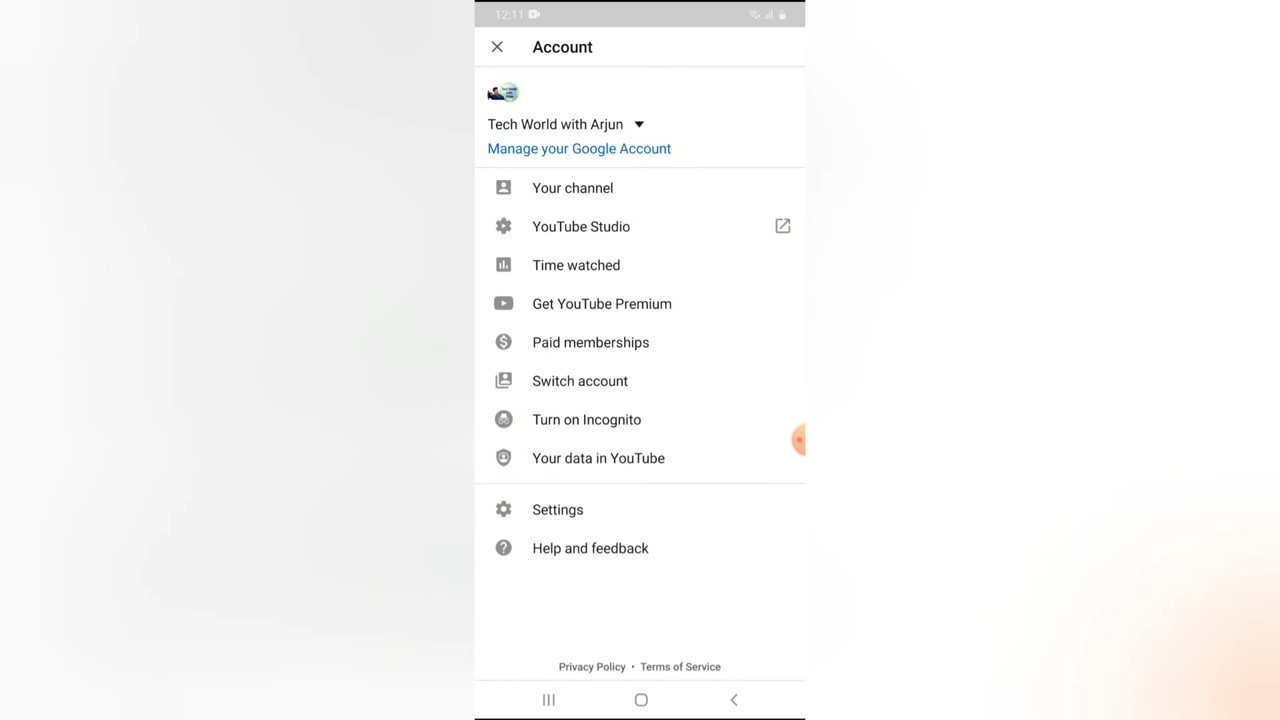 12:11
Account
Tech World with Arjun
Manage your Google Account
Your channel
YouTube Studio
Time watched
Get YouTube Premium
Paid memberships
Switch account
Turn on Incognito
Your data in YouTube
Settings
Help and feedback
Privacy Policy • Terms of Service